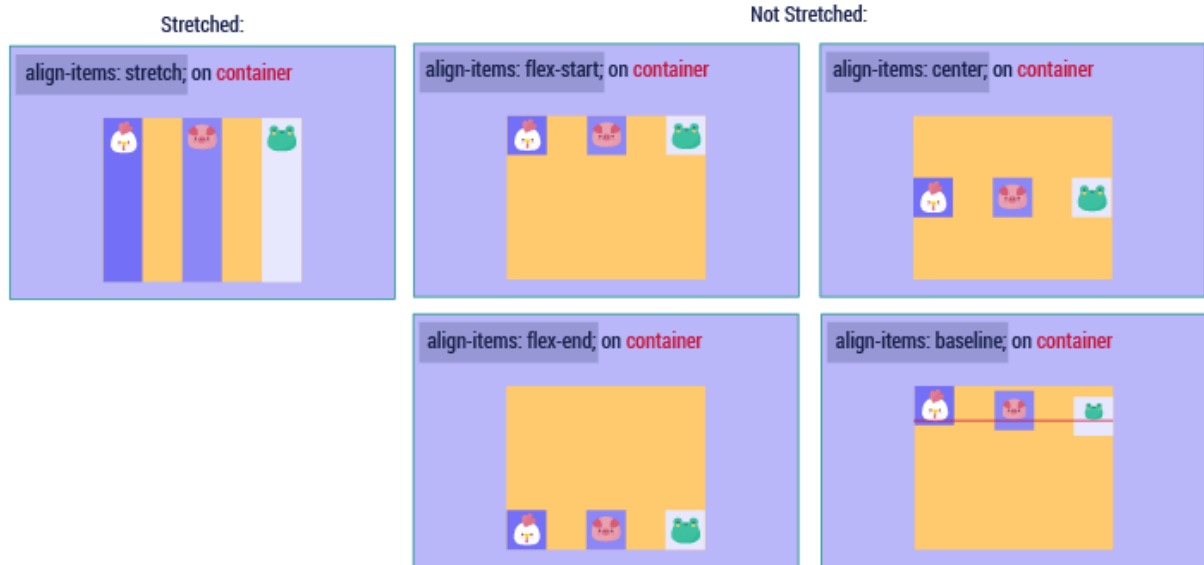 Stretched:
Not Stretched:
align-items: stretch; on container
align-items: flex-start; on container
align-items: center; on container
align-items: flex-end; on container
align-items: baseline; on container